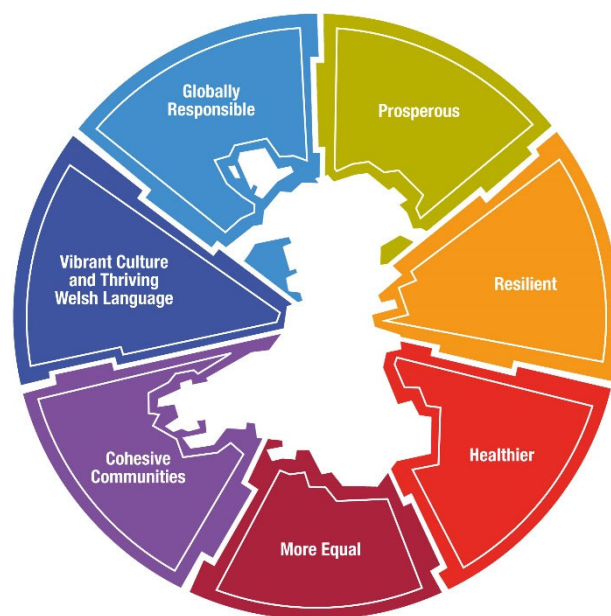 Globally
Responsible
Prosperous
Resilient
Healthier
More Equal
Cohesive
Communities
Vibrant Culture
and Thriving
Welsh Language